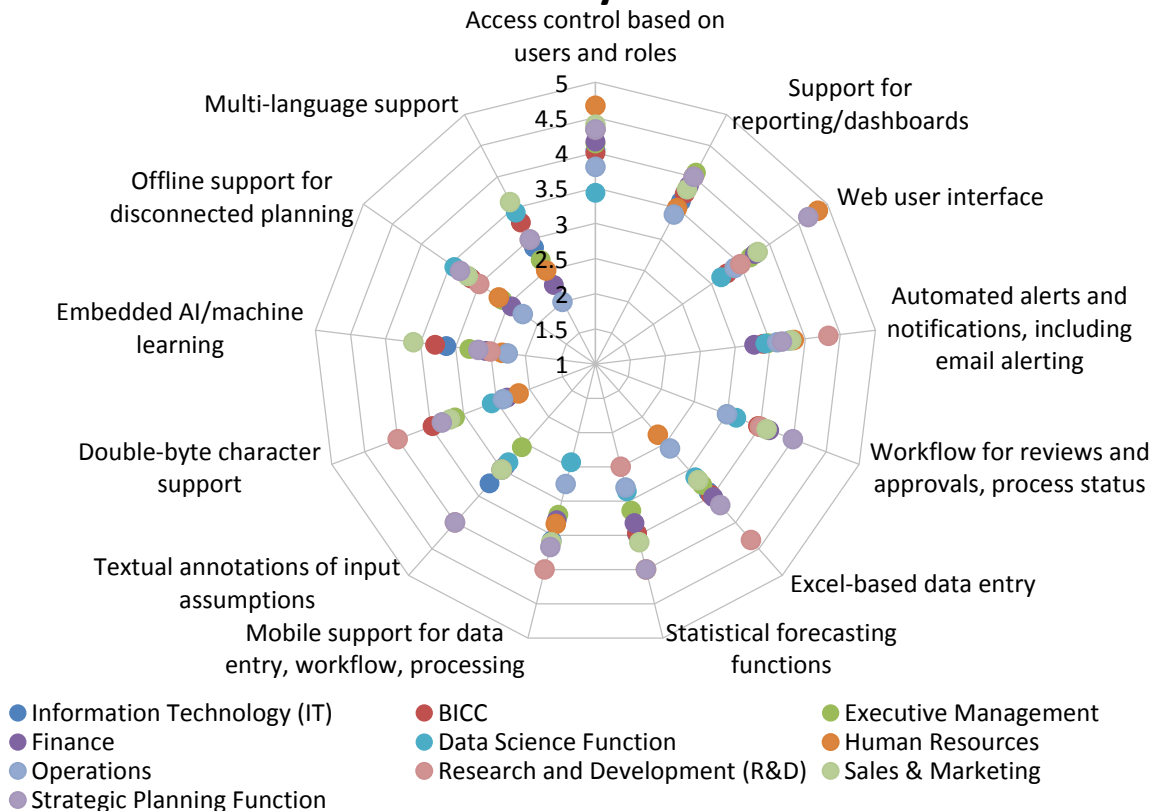 Access control based on
users and roles
Support for
reporting/dashboards
Web user interface
Automated alerts and
notifications, including
email alerting
Workflow for reviews and
approvals, process status
Excel-based data entry
Statistical forecasting
functions
Mobile support for data
entry, workflow, processing
Textual annotations of input
assumptions
Double-byte character
support
Embedded AI/machine
learning
Offline support for
disconnected planning
Multi-language support
5
4.5
4
3.5
3
2.5
2
1.5
1
Information Technology (IT)
BICC
Executive Management
Finance
Data Science Function
Human Resources
Operations
Research and Development (R&D)
Sales & Marketing
Strategic Planning Function